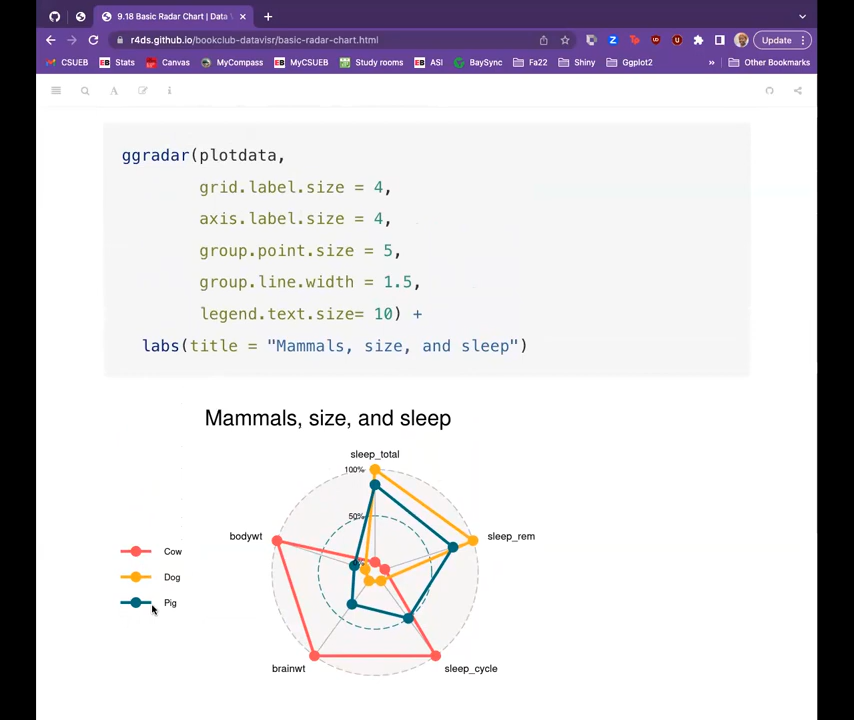 9.18 Basic Radar Chart | Data
r4ds.github.io/bookclub-datavisr/basic-radar-chart.html
Update
CSUEB Stats Canvas MyCompass MyCSUEB Study rooms ASI BaySync Fa22 Shiny Ggplot2 » Other Bookmarks
ggradar(plotdata,
grid.label.size = 4,
axis.label.size = 4,
group.point.size = 5,
group.line.width = 1.5,
legend.text.size= 10) +
labs(title = "Mammals, size, and sleep")
Mammals, size, and sleep
sleep_total
100%
50%
bodywt
sleep_rem
Cow
Dog
Pig
brainwt
sleep_cycle